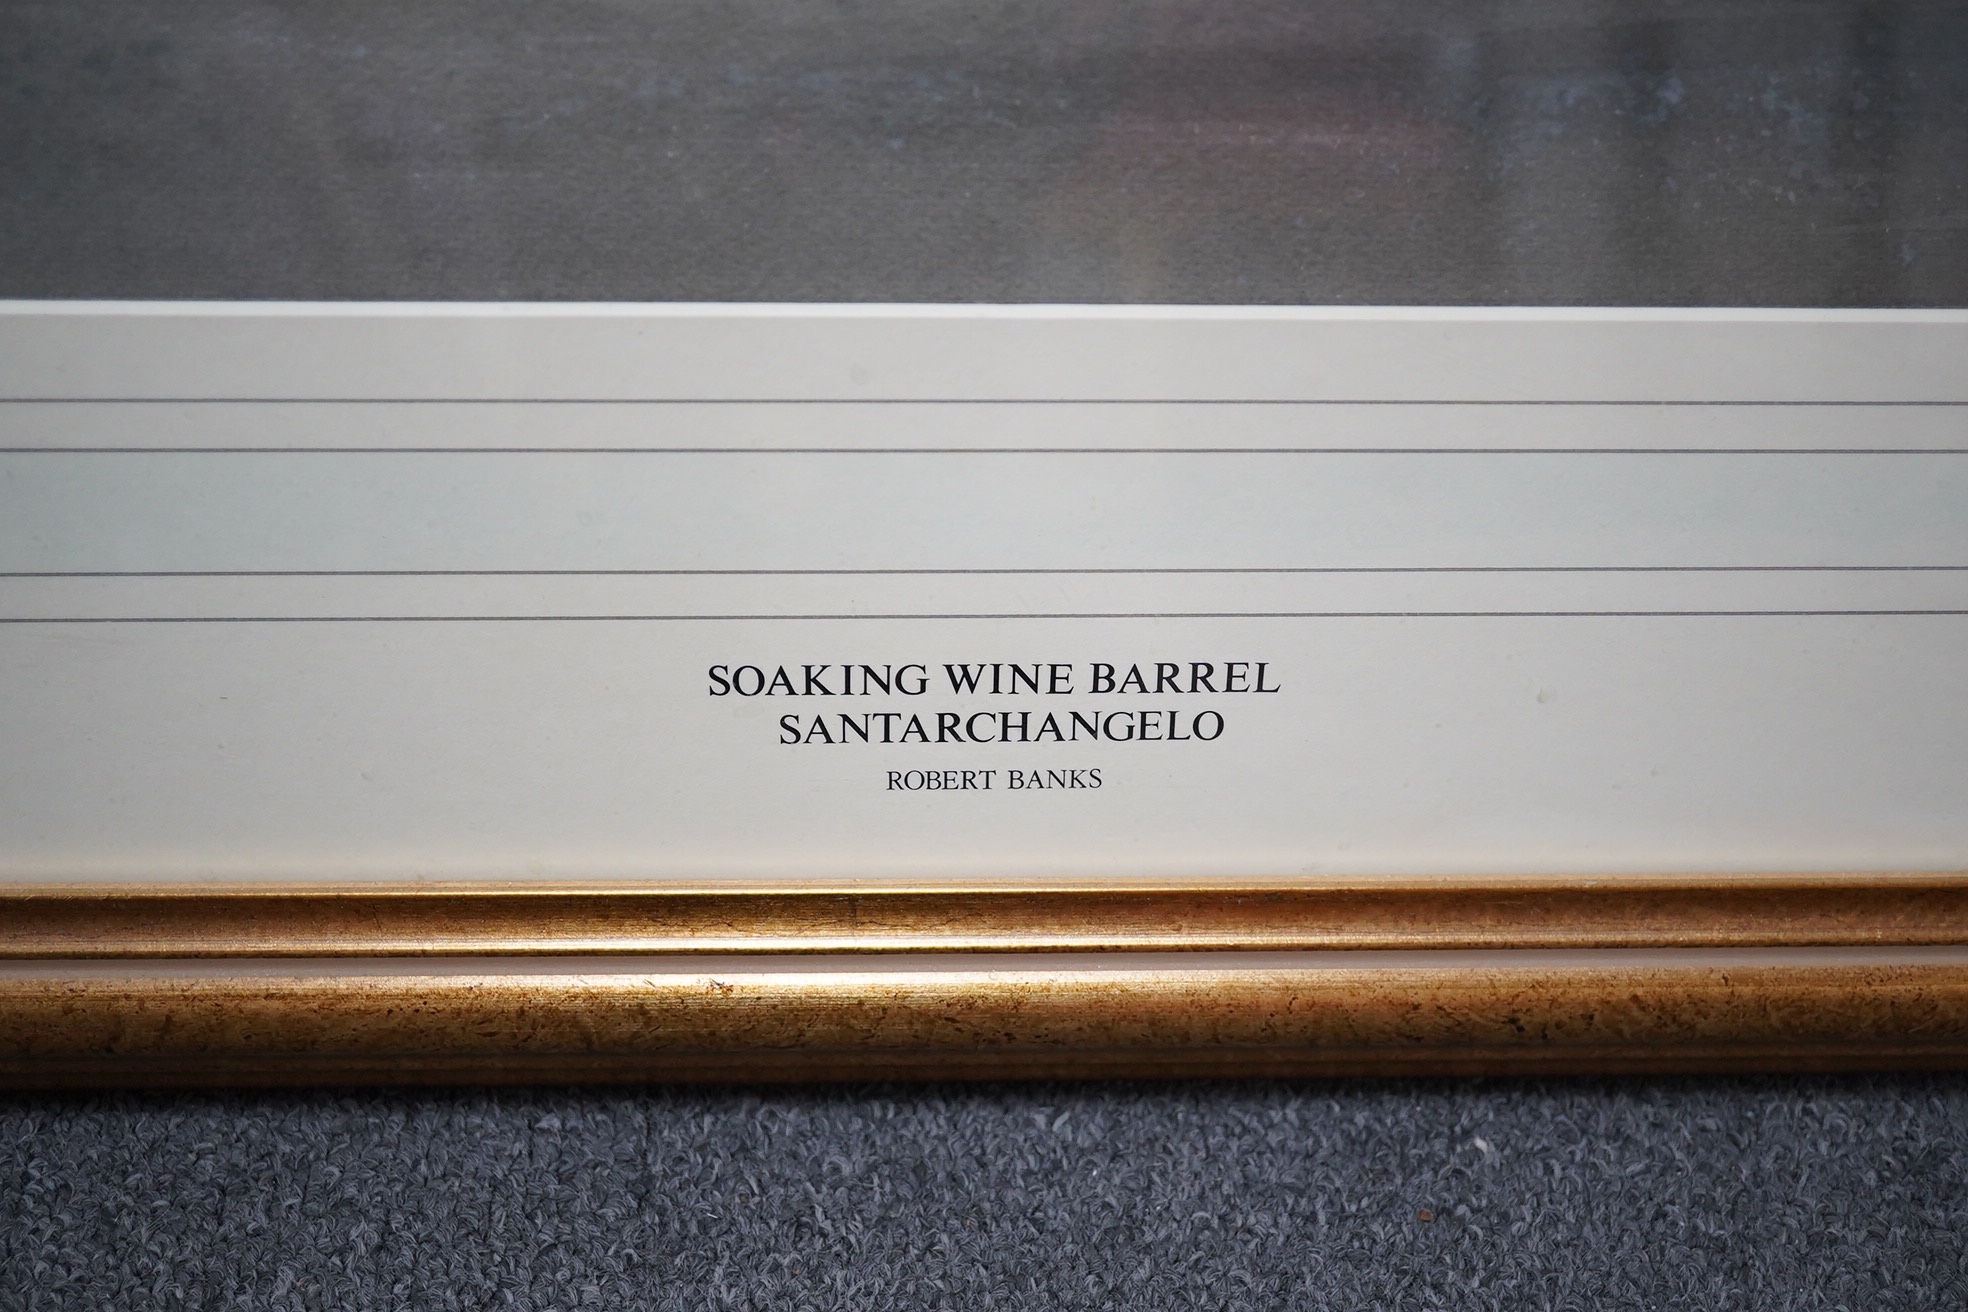 SOAKING WINE BARREL
SANTARCHANGELO
ROBERT BANKS